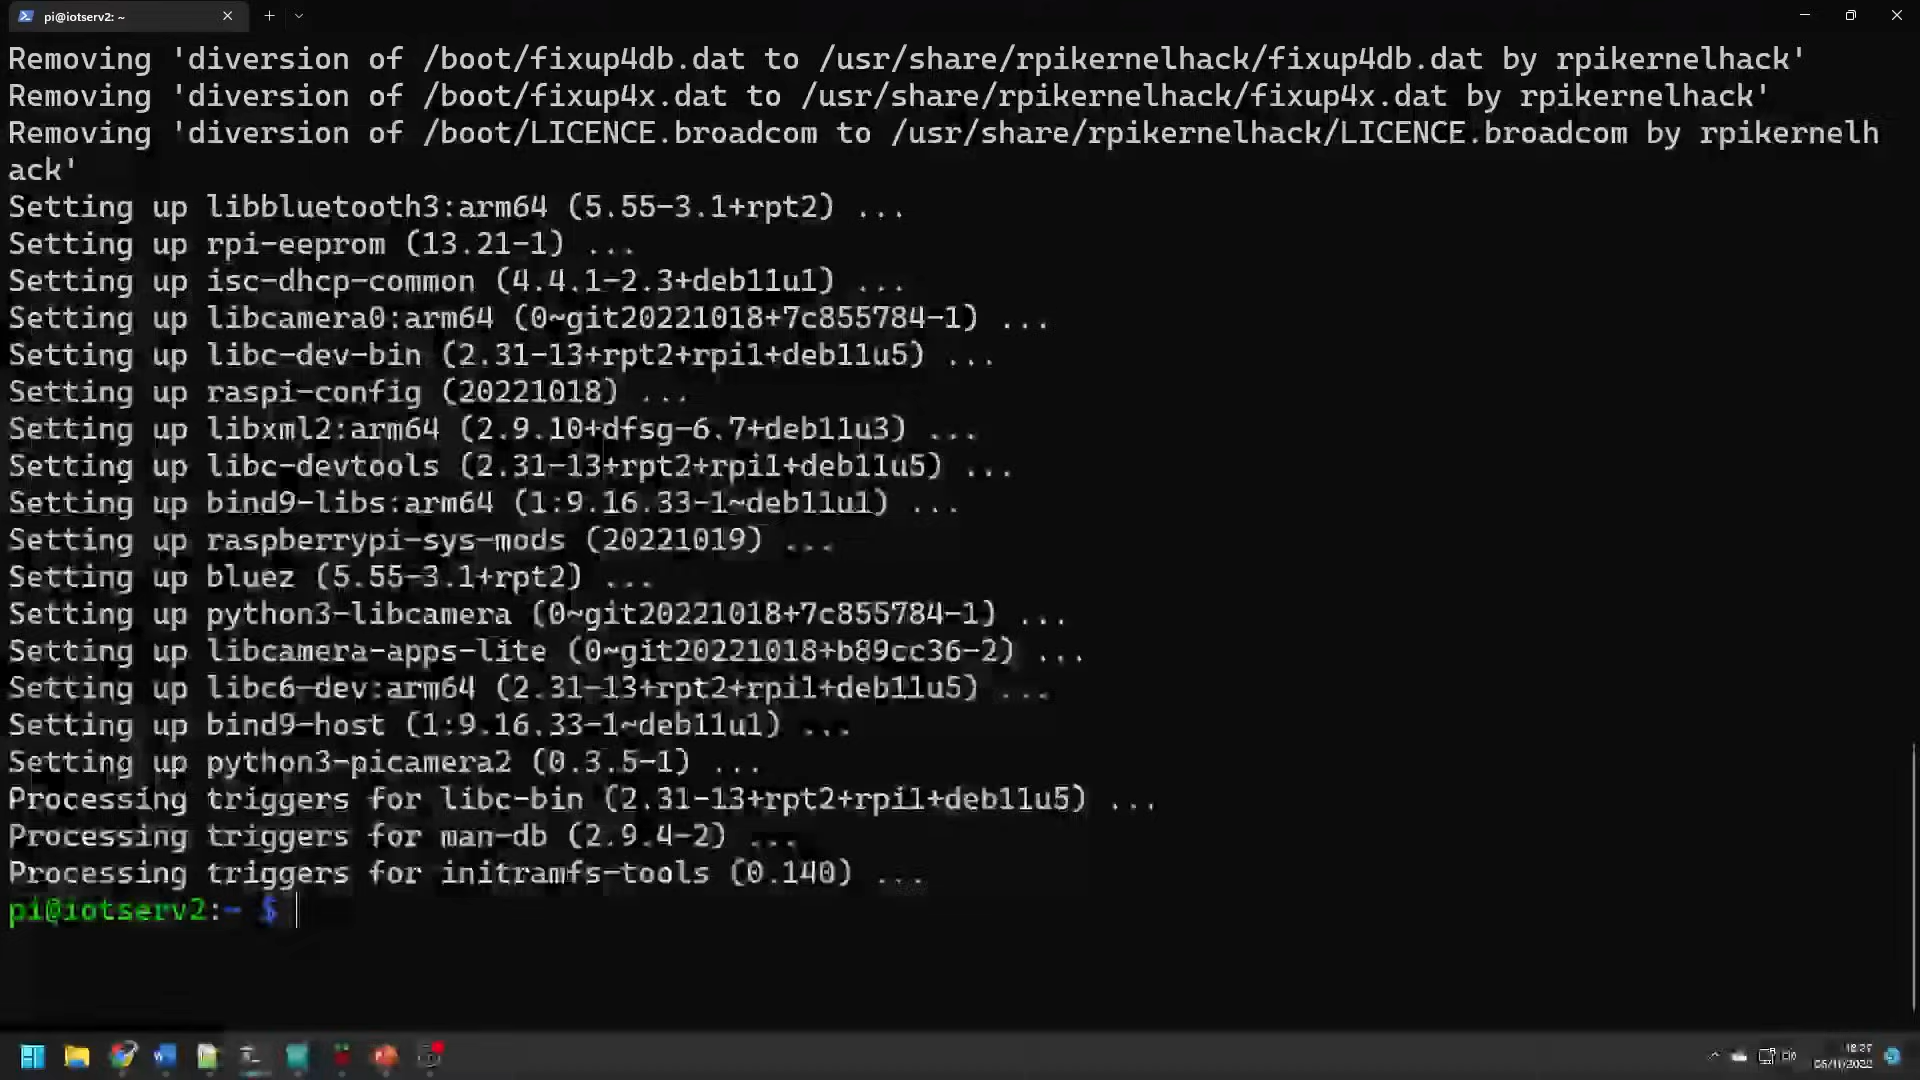 pi@iotserv2: ~
Removing 'diversion of /boot/fixup4db.dat to /usr/share/rpikernelhack/fixup4db.dat by rpikernelhack'
Removing 'diversion of /boot/fixup4x.dat to /usr/share/rpikernelhack/fixup4x.dat by rpikernelhack'
Removing 'diversion of /boot/LICENCE.broadcom to /usr/share/rpikernelhack/LICENCE.broadcom by rpikernelh
ack'
Setting up libbluetooth3:arm64 (5.55-3.1+rpt2) ...
Setting up rpi-eeprom (13.21-1) ...
Setting up isc-dhcp-common (4.4.1-2.3+deb11u1) ...
Setting up libcamera0:arm64 (0~git20221018+7c855784-1) ...
Setting up libc-dev-bin (2.31-13+rpt2+rpi1+deb11u5) ...
Setting up raspi-config (20221018) ...
Setting up libxml2:arm64 (2.9.10+dfsg-6.7+deb11u3) ...
Setting up libc-devtools (2.31-13+rpt2+rpi1+deb11u5) ...
Setting up bind9-libs:arm64 (1:9.16.33-1~deb11u1) ...
Setting up raspberrypi-sys-mods (20221019) ...
Setting up bluez (5.55-3.1+rpt2) ...
Setting up python3-libcamera (0~git20221018+7c855784-1) ...
Setting up libcamera-apps-lite (0~git20221018+b89cc36-2) ...
Setting up libc6-dev:arm64 (2.31-13+rpt2+rpi1+deb11u5) ...
Setting up bind9-host (1:9.16.33-1~deb11u1) ...
Setting up python3-picamera2 (0.3.5-1) ...
Processing triggers for libc-bin (2.31-13+rpt2+rpi1+deb11u5) ...
Processing triggers for man-db (2.9.4-2) ...
Processing triggers for initramfs-tools (0.140) ...
pi@iotserv2:~ $